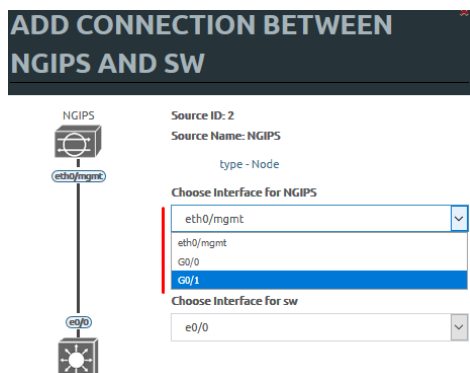 ADD CONNECTION BETWEEN
NGIPS AND SW
NGIPS
Source ID: 2
Source Name: NGIPS
type - Node
eth0/mgmt
Choose Interface for NGIPS
eth0/mgmt
eth0/mgmt
G0/0
G0/1
Choose Interface for sw
e0/0
e0/0